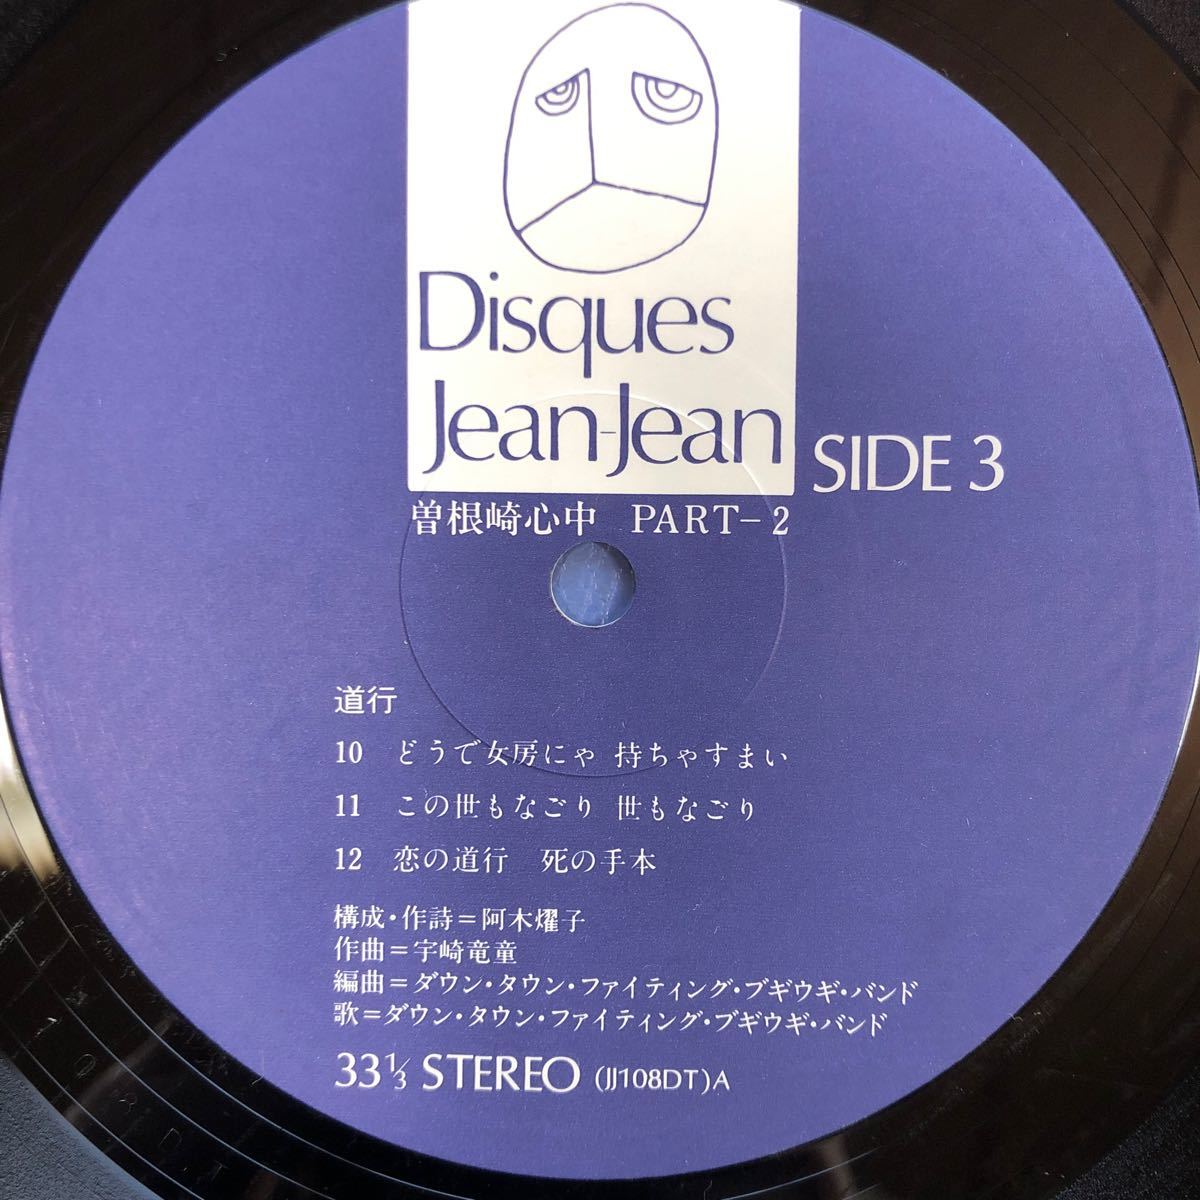 Disques
Jean-Jean
SIDE 3
曽根崎心中 PART-2
道行
10 どうで女房にゃ 持ちゃすまい
11 この世もなごり 世もなごり
12 恋の道行 死の手本
構成・作詩=阿木燿子
作曲=宇崎竜童
編曲=ダウン・タウン・ファイティング・ブギウギ・バンド
歌=ダウン・タウン・ファイティング・ブギウギ・バンド
33 1/3 STEREO (JJ108DT)A